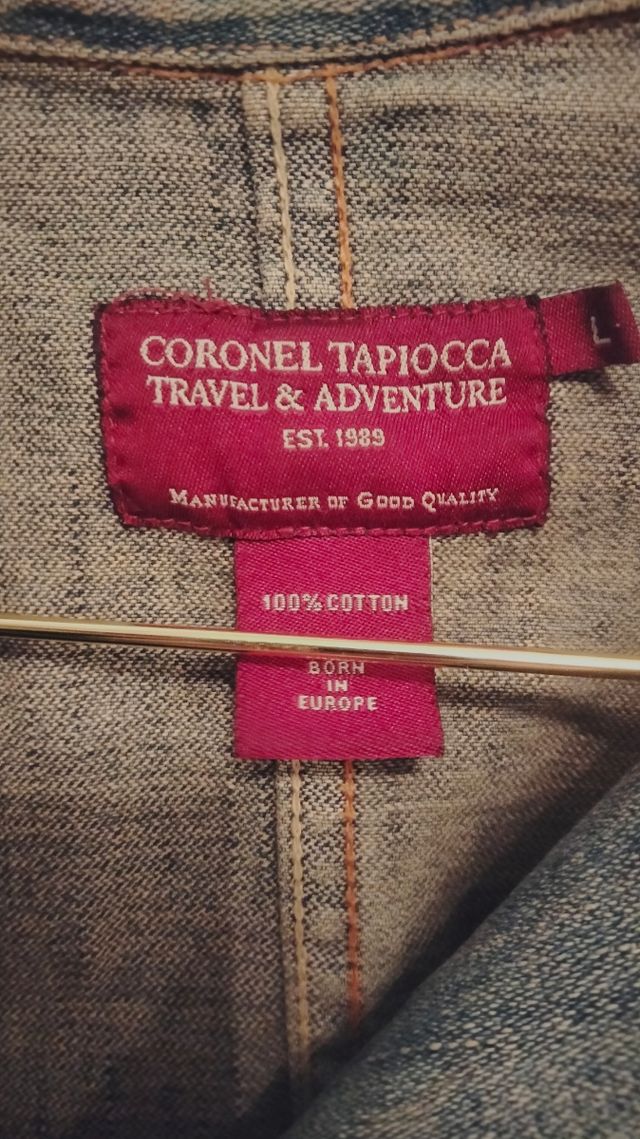 CORONEL TAPIOCCA
TRAVEL & ADVENTURE
EST. 1989
MANUFACTURER OF GOOD QUALITY
L
100% COTTON
BORN
IN
EUROPE